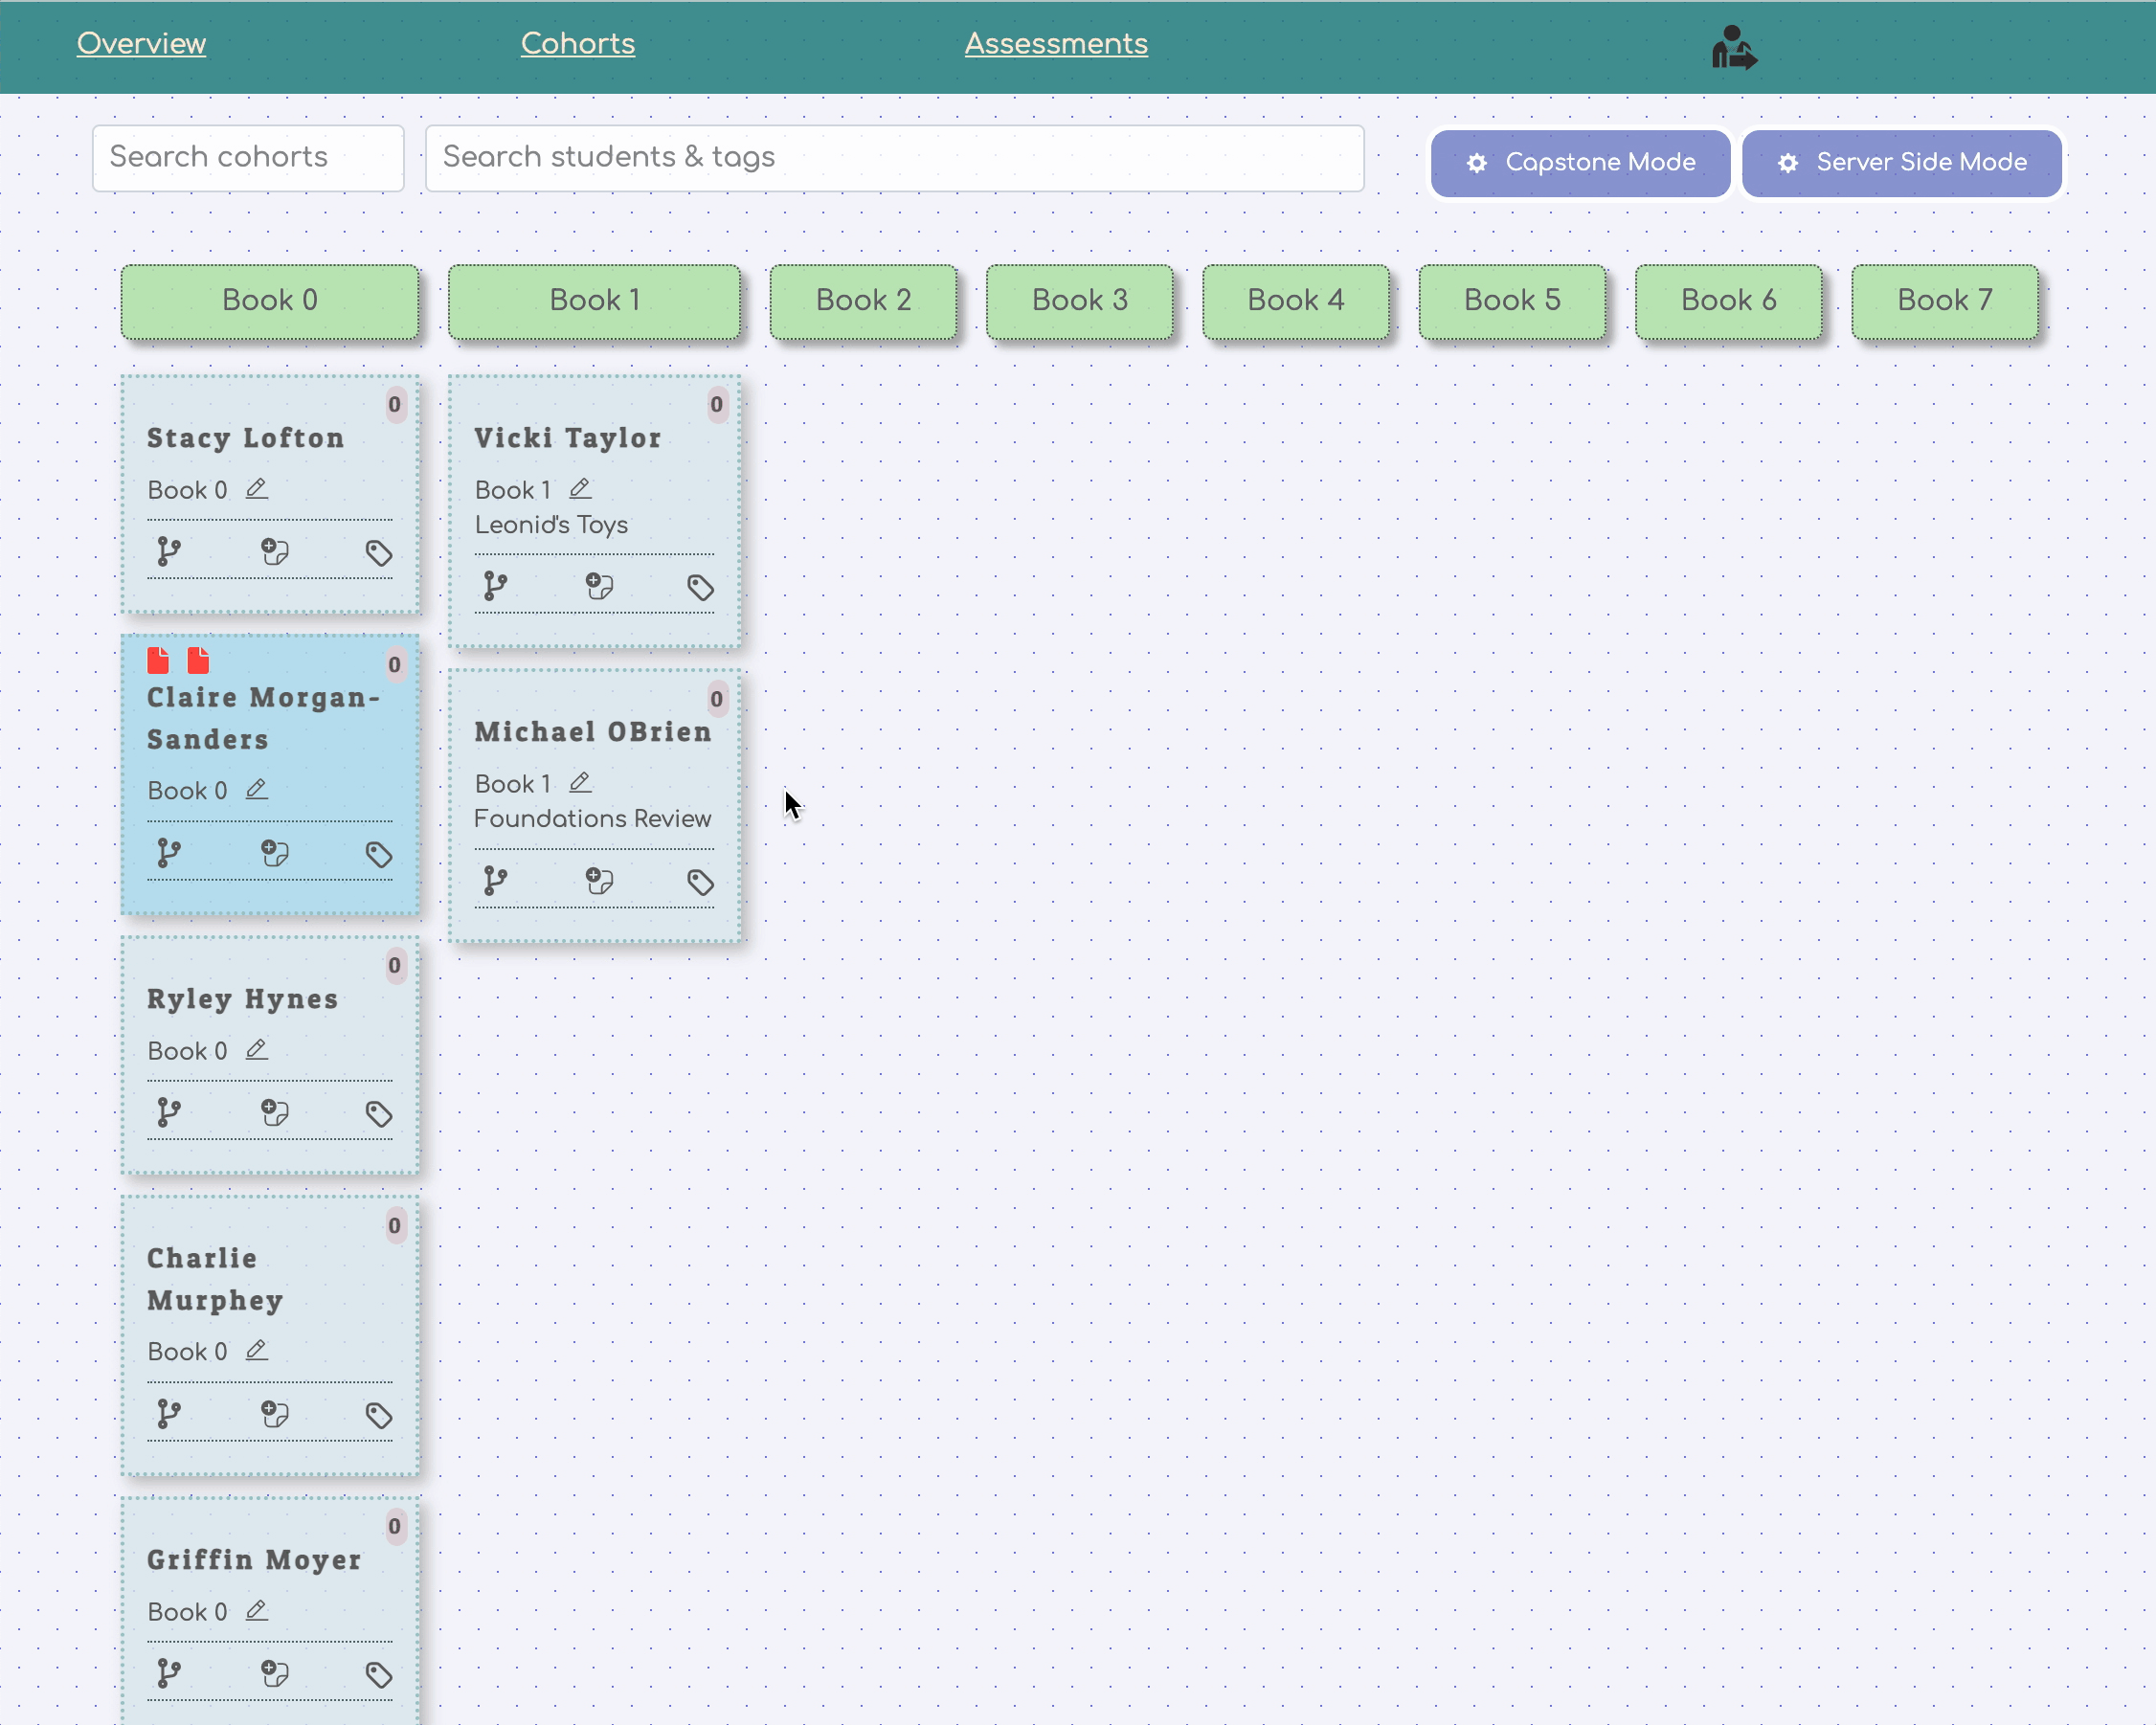 Overview
Cohorts
Assessments
Search cohorts
Search students & tags
Capstone Mode
Server Side Mode
Book 0
Book 1
Book 2
Book 3
Book 4
Book 5
Book 6
Book 7
0
Stacy Lofton
Book 0
0
Claire Morgan-
Sanders
Book 0
0
Ryley Hynes
Book 0
0
Charlie
Murphey
Book 0
0
Griffin Moyer
Book 0
0
Vicki Taylor
Book 1
Leonid's Toys
0
Michael OBrien
Book 1
Foundations Review